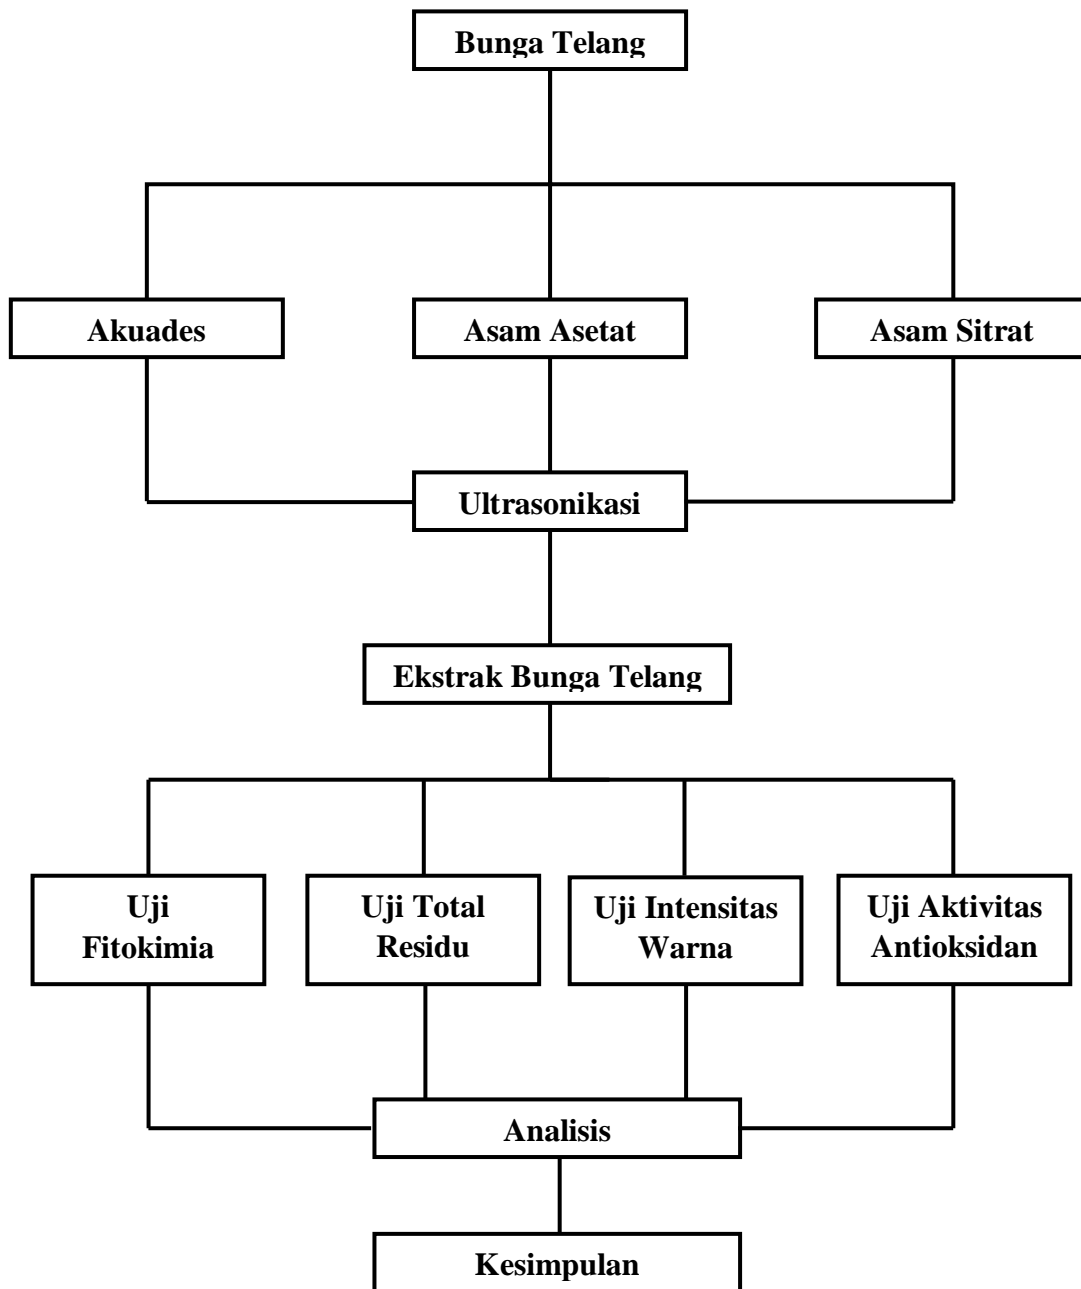 Bunga Telang
Akuades
Asam Asetat
Asam Sitrat
Ultrasonikasi
Ekstrak Bunga Telang
Uji
Fitokimia
Uji Total
Residu
Uji Intensitas
Warna
Uji Aktivitas
Antioksidan
Analisis
Kesimpulan